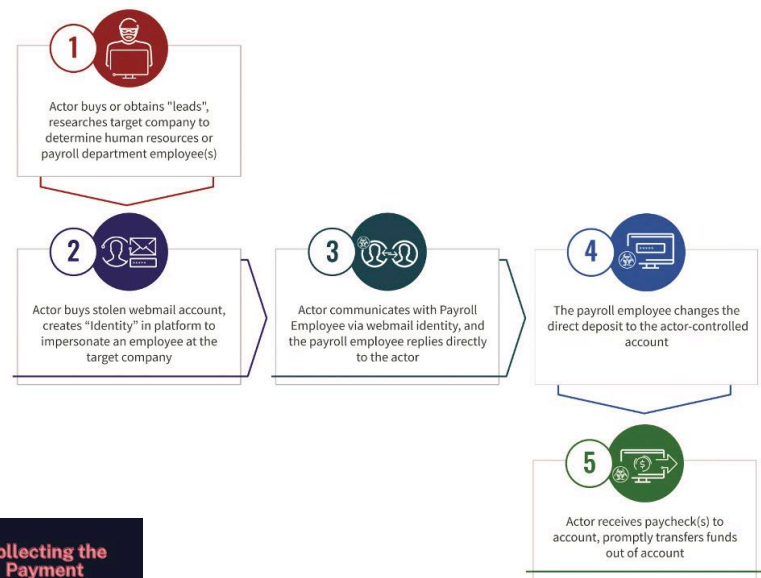 1
Actor buys or obtains "leads",
researches target company to
determine human resources or
payroll department employee(s)
2
Actor buys stolen webmail account,
creates “Identity” in platform to
impersonate an employee at the
target company
3
Actor communicates with Payroll
Employee via webmail identity, and
the payroll employee replies directly
to the actor
4
The payroll employee changes the
direct deposit to the actor-controlled
account
5
Actor receives paycheck(s) to
account, promptly transfers funds
out of account
ollecting the
Payment